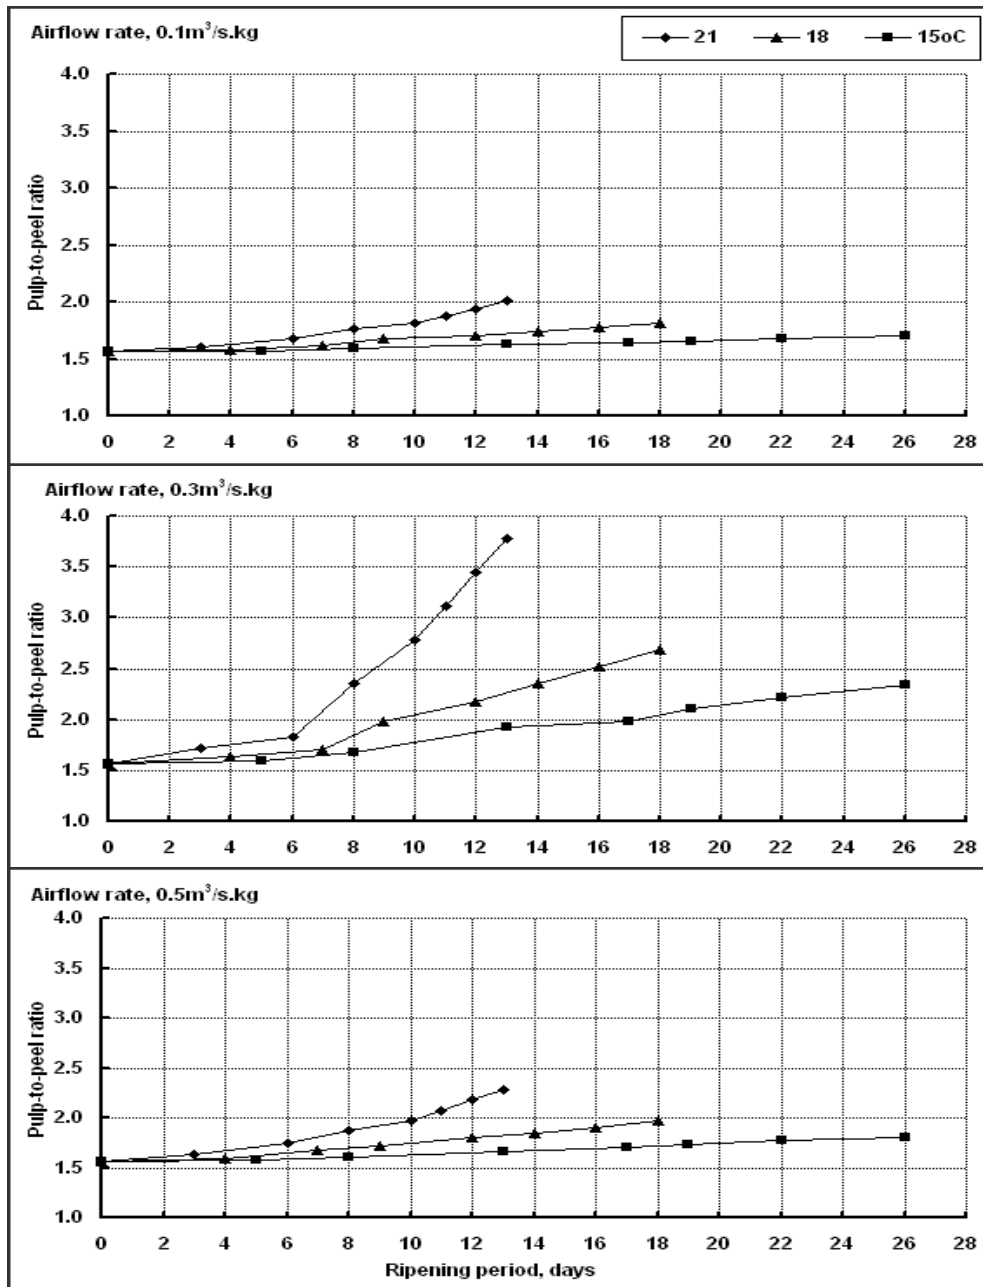 Airflow rate, 0.1m³/s.kg
21 18 15oC
4.0
3.5
3.0
2.5
2.0
1.5
1.0
Pulp-to-peel ratio
0 2 4 6 8 10 12 14 16 18 20 22 24 26 28
Airflow rate, 0.3m³/s.kg
4.0
3.5
3.0
2.5
2.0
1.5
1.0
Pulp-to-peel ratio
0 2 4 6 8 10 12 14 16 18 20 22 24 26 28
Airflow rate, 0.5m³/s.kg
4.0
3.5
3.0
2.5
2.0
1.5
1.0
Pulp-to-peel ratio
0 2 4 6 8 10 12 14 16 18 20 22 24 26 28
Ripening period, days